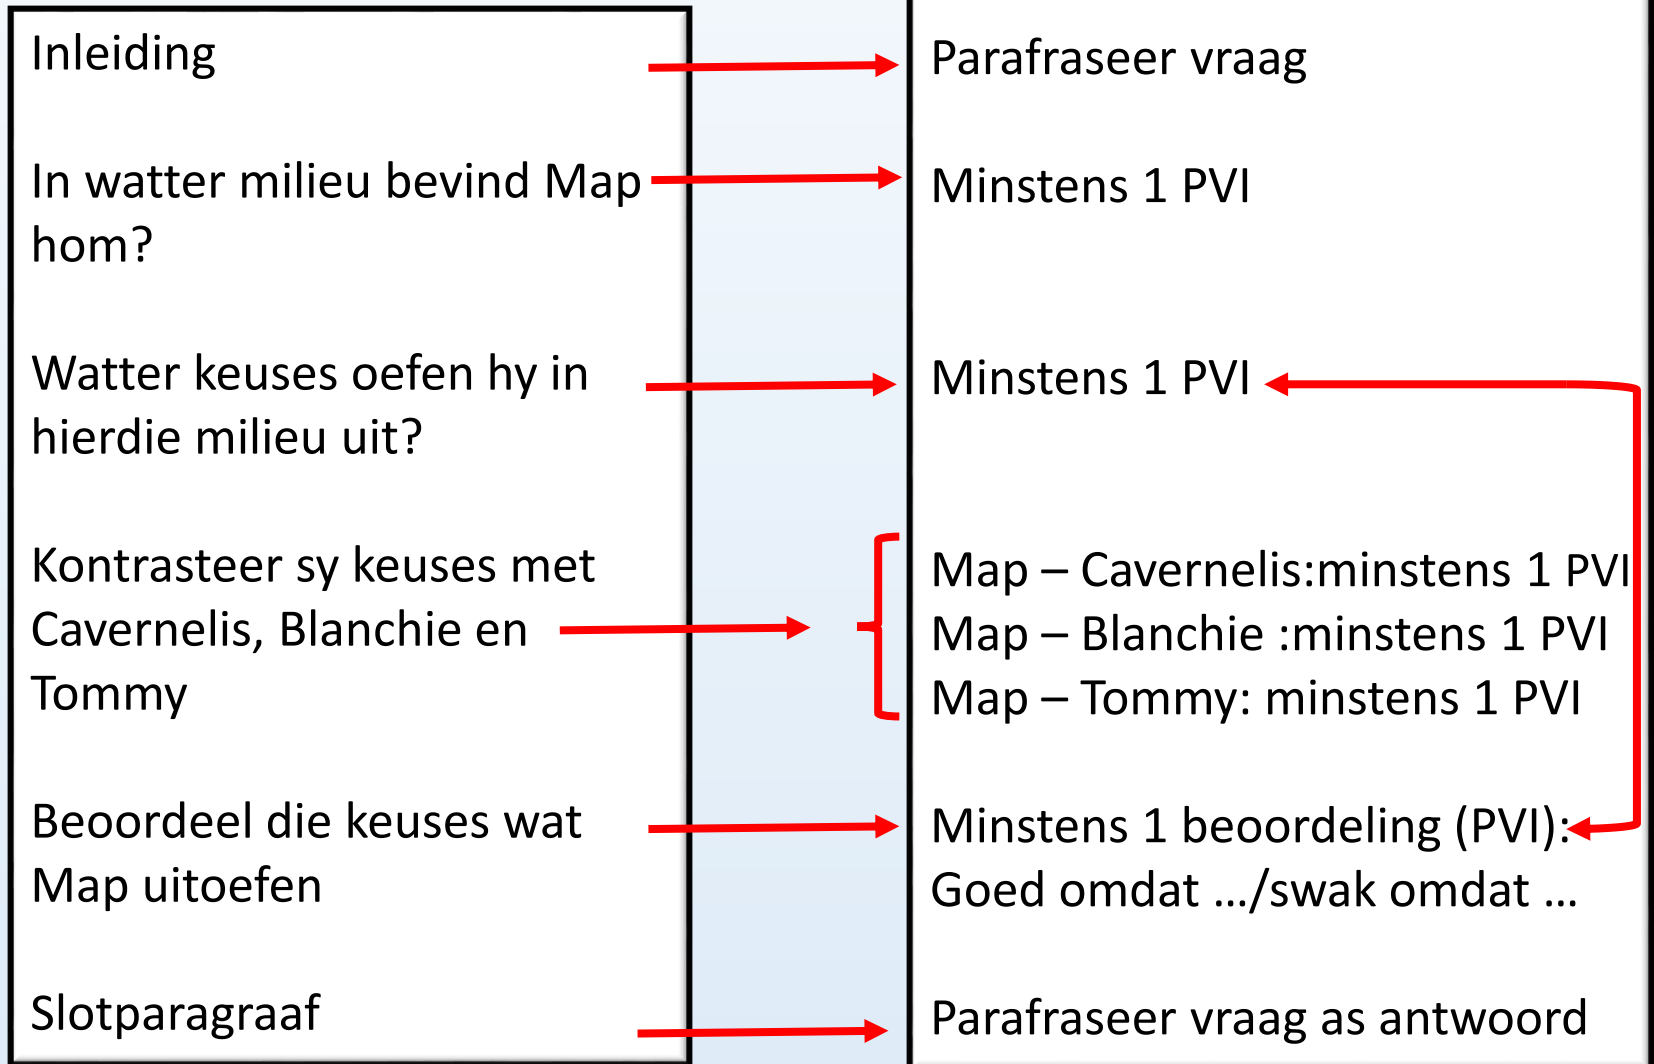 Inleiding
In watter milieu bevind Map
hom?
Watter keuses oefen hy in
hierdie milieu uit?
Kontrasteer sy keuses met
Cavernelis, Blanchie en
Tommy
Beoordeel die keuses wat
Map uitoefen
Slotparagraaf
Parafraseer vraag
Minstens 1 PVI
Minstens 1 PVI
Map – Cavernelis:minstens 1 PVI
Map – Blanchie :minstens 1 PVI
Map – Tommy: minstens 1 PVI
Minstens 1 beoordeling (PVI):
Goed omdat …/swak omdat …
Parafraseer vraag as antwoord